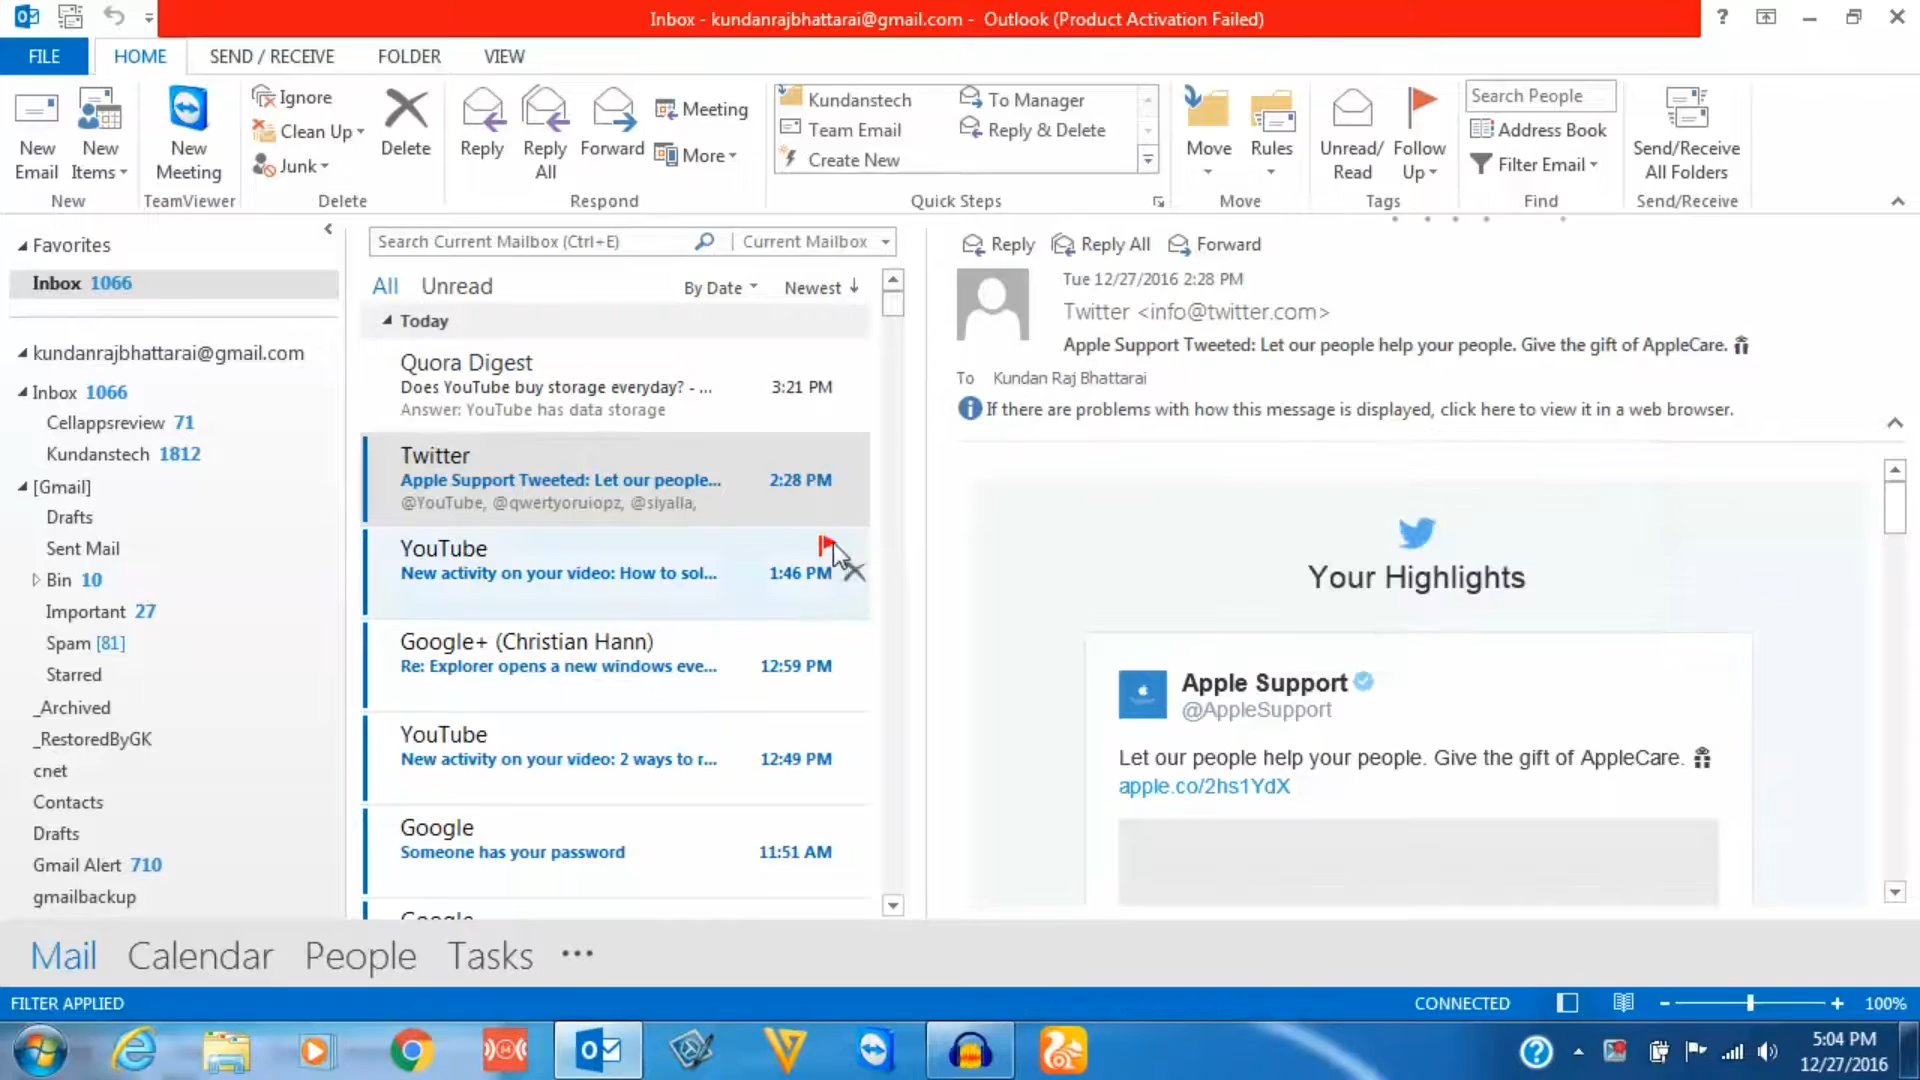 Inbox - kundanrajbhattarai@gmail.com - Outlook (Product Activation Failed)
?
FILE
HOME
SEND / RECEIVE
FOLDER
VIEW
New Email
New Items
New
New Meeting
TeamViewer
Ignore
Clean Up
Junk
Delete
Delete
Reply
Reply All
Forward
Meeting
More
Respond
Kundanstech
Team Email
Create New
To Manager
Reply & Delete
Quick Steps
Move
Rules
Move
Unread/ Read
Follow Up
Tags
Search People
Address Book
Filter Email
Find
Send/Receive All Folders
Send/Receive
Favorites
Inbox 1066
kundanrajbhattarai@gmail.com
Inbox 1066
Cellappsreview 71
Kundanstech 1812
[Gmail]
Drafts
Sent Mail
Bin 10
Important 27
Spam [81]
Starred
_Archived
_RestoredByGK
cnet
Contacts
Drafts
Gmail Alert 710
gmailbackup
Search Current Mailbox (Ctrl+E)
Current Mailbox
All Unread
By Date Newest
Today
Quora Digest
Does YouTube buy storage everyday? - ... 3:21 PM
Answer: YouTube has data storage
Twitter
Apple Support Tweeted: Let our people... 2:28 PM
@YouTube, @qwertyoruiopz, @siyalla,
YouTube
New activity on your video: How to sol... 1:46 PM
Google+ (Christian Hann)
Re: Explorer opens a new windows eve... 12:59 PM
YouTube
New activity on your video: 2 ways to r... 12:49 PM
Google
Someone has your password 11:51 AM
Google
Reply Reply All Forward
Tue 12/27/2016 2:28 PM
Twitter <info@twitter.com>
Apple Support Tweeted: Let our people help your people. Give the gift of AppleCare.
To Kundan Raj Bhattarai
If there are problems with how this message is displayed, click here to view it in a web browser.
Your Highlights
Apple Support
@AppleSupport
Let our people help your people. Give the gift of AppleCare.
apple.co/2hs1YdX
Mail Calendar People Tasks ...
FILTER APPLIED
CONNECTED
100%
5:04 PM
12/27/2016